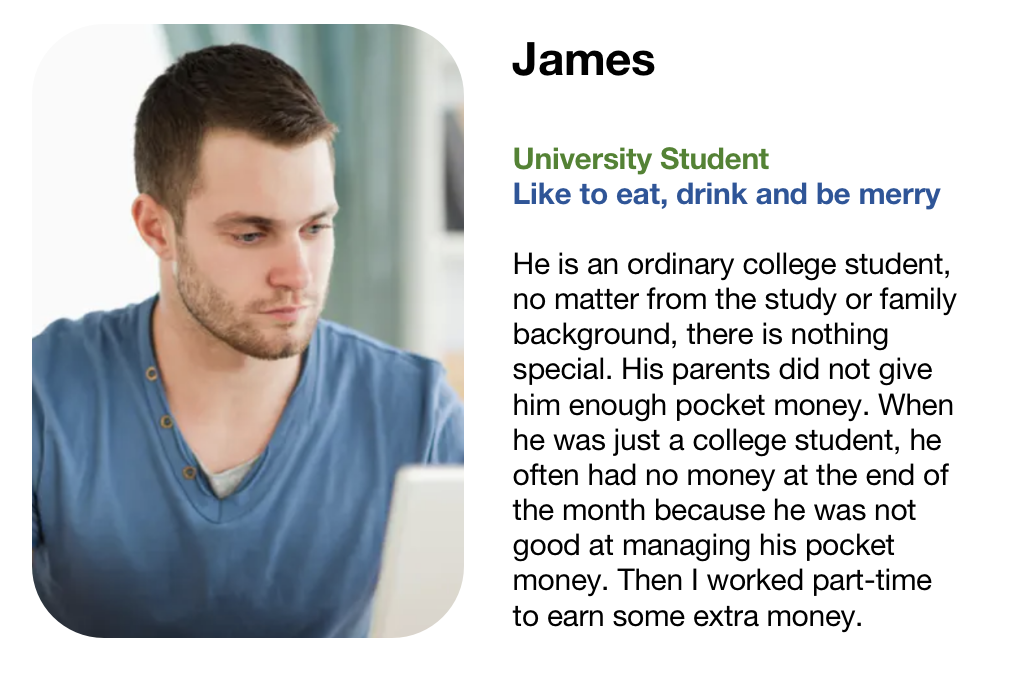 James
University Student
Like to eat, drink and be merry
He is an ordinary college student,
no matter from the study or family
background, there is nothing
special. His parents did not give
him enough pocket money. When
he was just a college student, he
often had no money at the end of
the month because he was not
good at managing his pocket
money. Then I worked part-time
to earn some extra money.